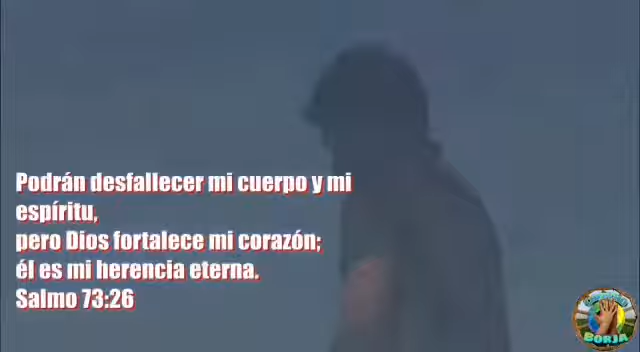 Podrán desfallecer mi cuerpo y mi
espíritu,
pero Dios fortalece mi corazón;
él es mi herencia eterna.
Salmo 73:26
BORJA